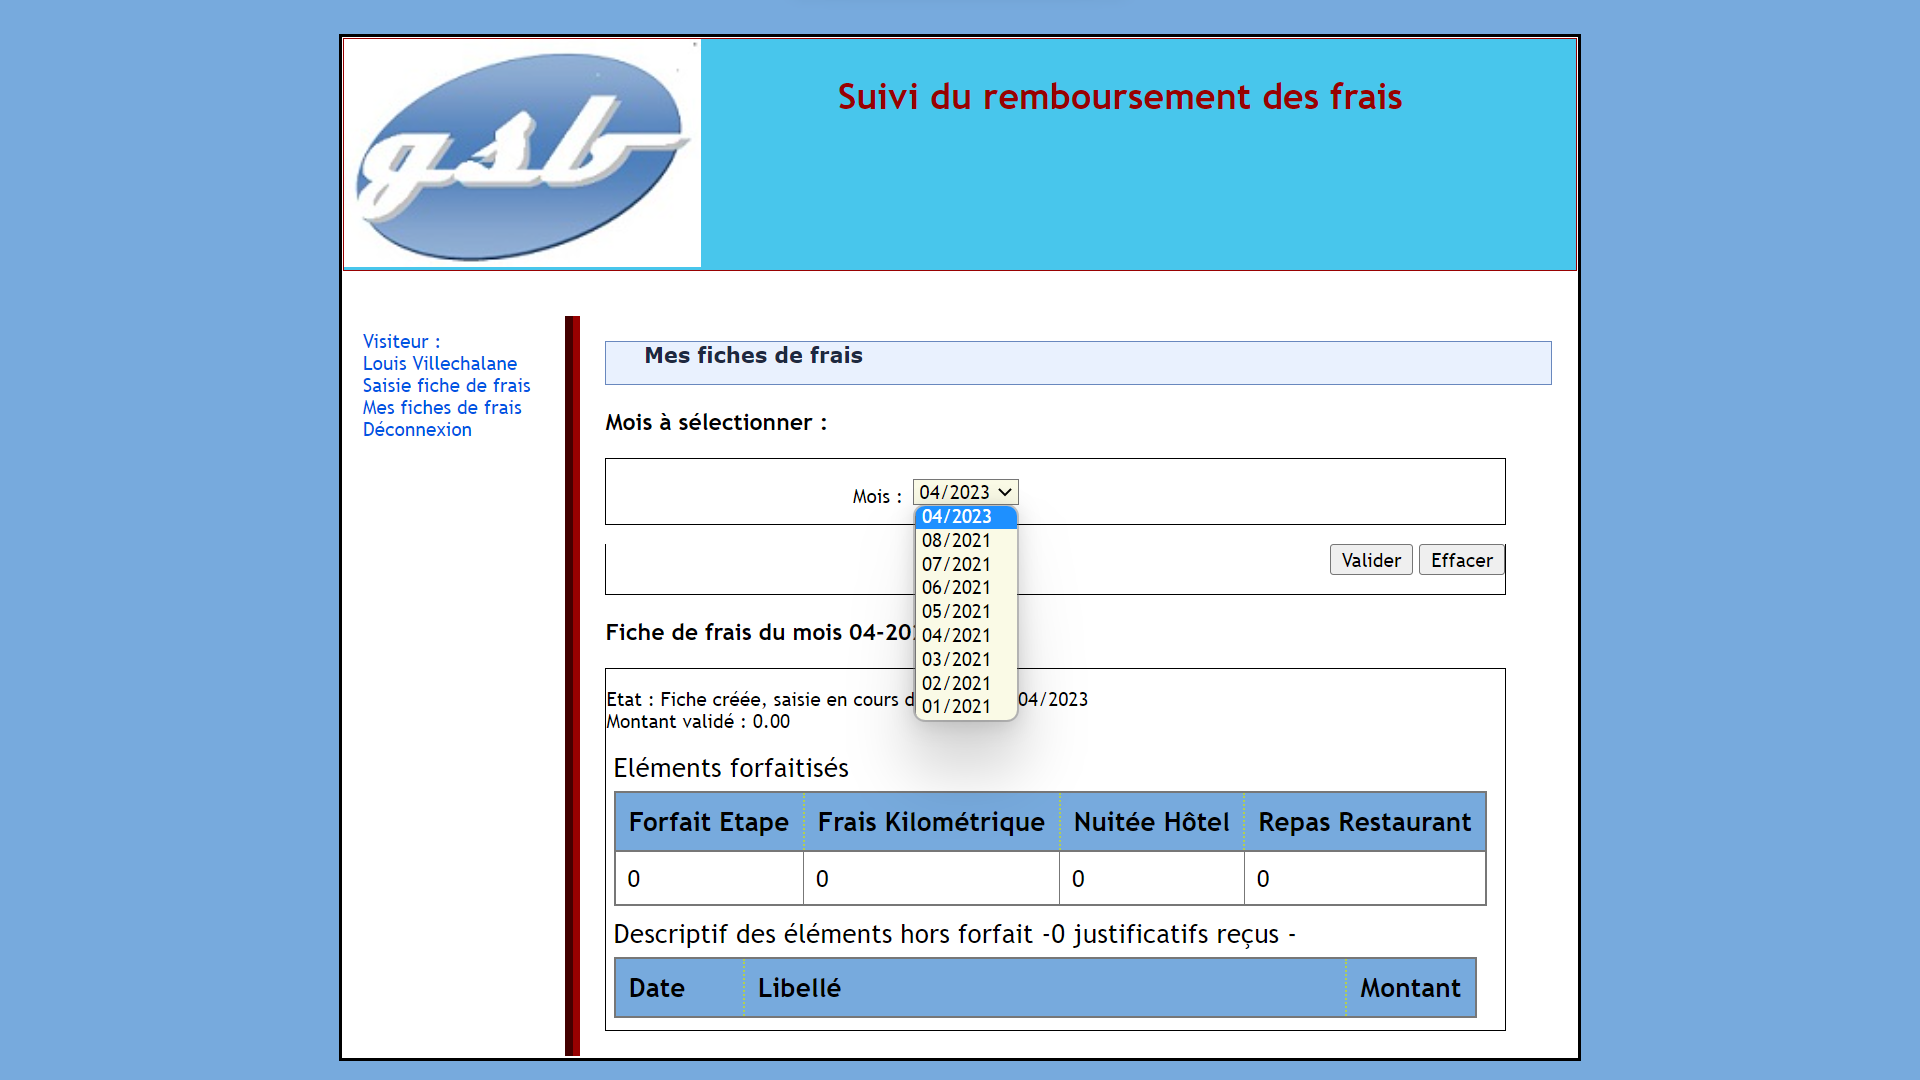 gsb
Suivi du remboursement des frais
Visiteur :
Louis Villechalane
Saisie fiche de frais
Mes fiches de frais
Déconnexion
Mes fiches de frais
Mois à sélectionner :
Mois : 04/2023
04/2023
08/2021
07/2021
06/2021
05/2021
04/2021
03/2021
02/2021
01/2021
Valider Effacer
Fiche de frais du mois
Etat : Fiche créée, saisie en cours 04/2023
Montant validé : 0.00
Eléments forfaitisés
Forfait Etape Frais Kilométrique Nuitée Hôtel Repas Restaurant
0 0 0 0
Descriptif des éléments hors forfait -0 justificatifs reçus -
Date Libellé Montant